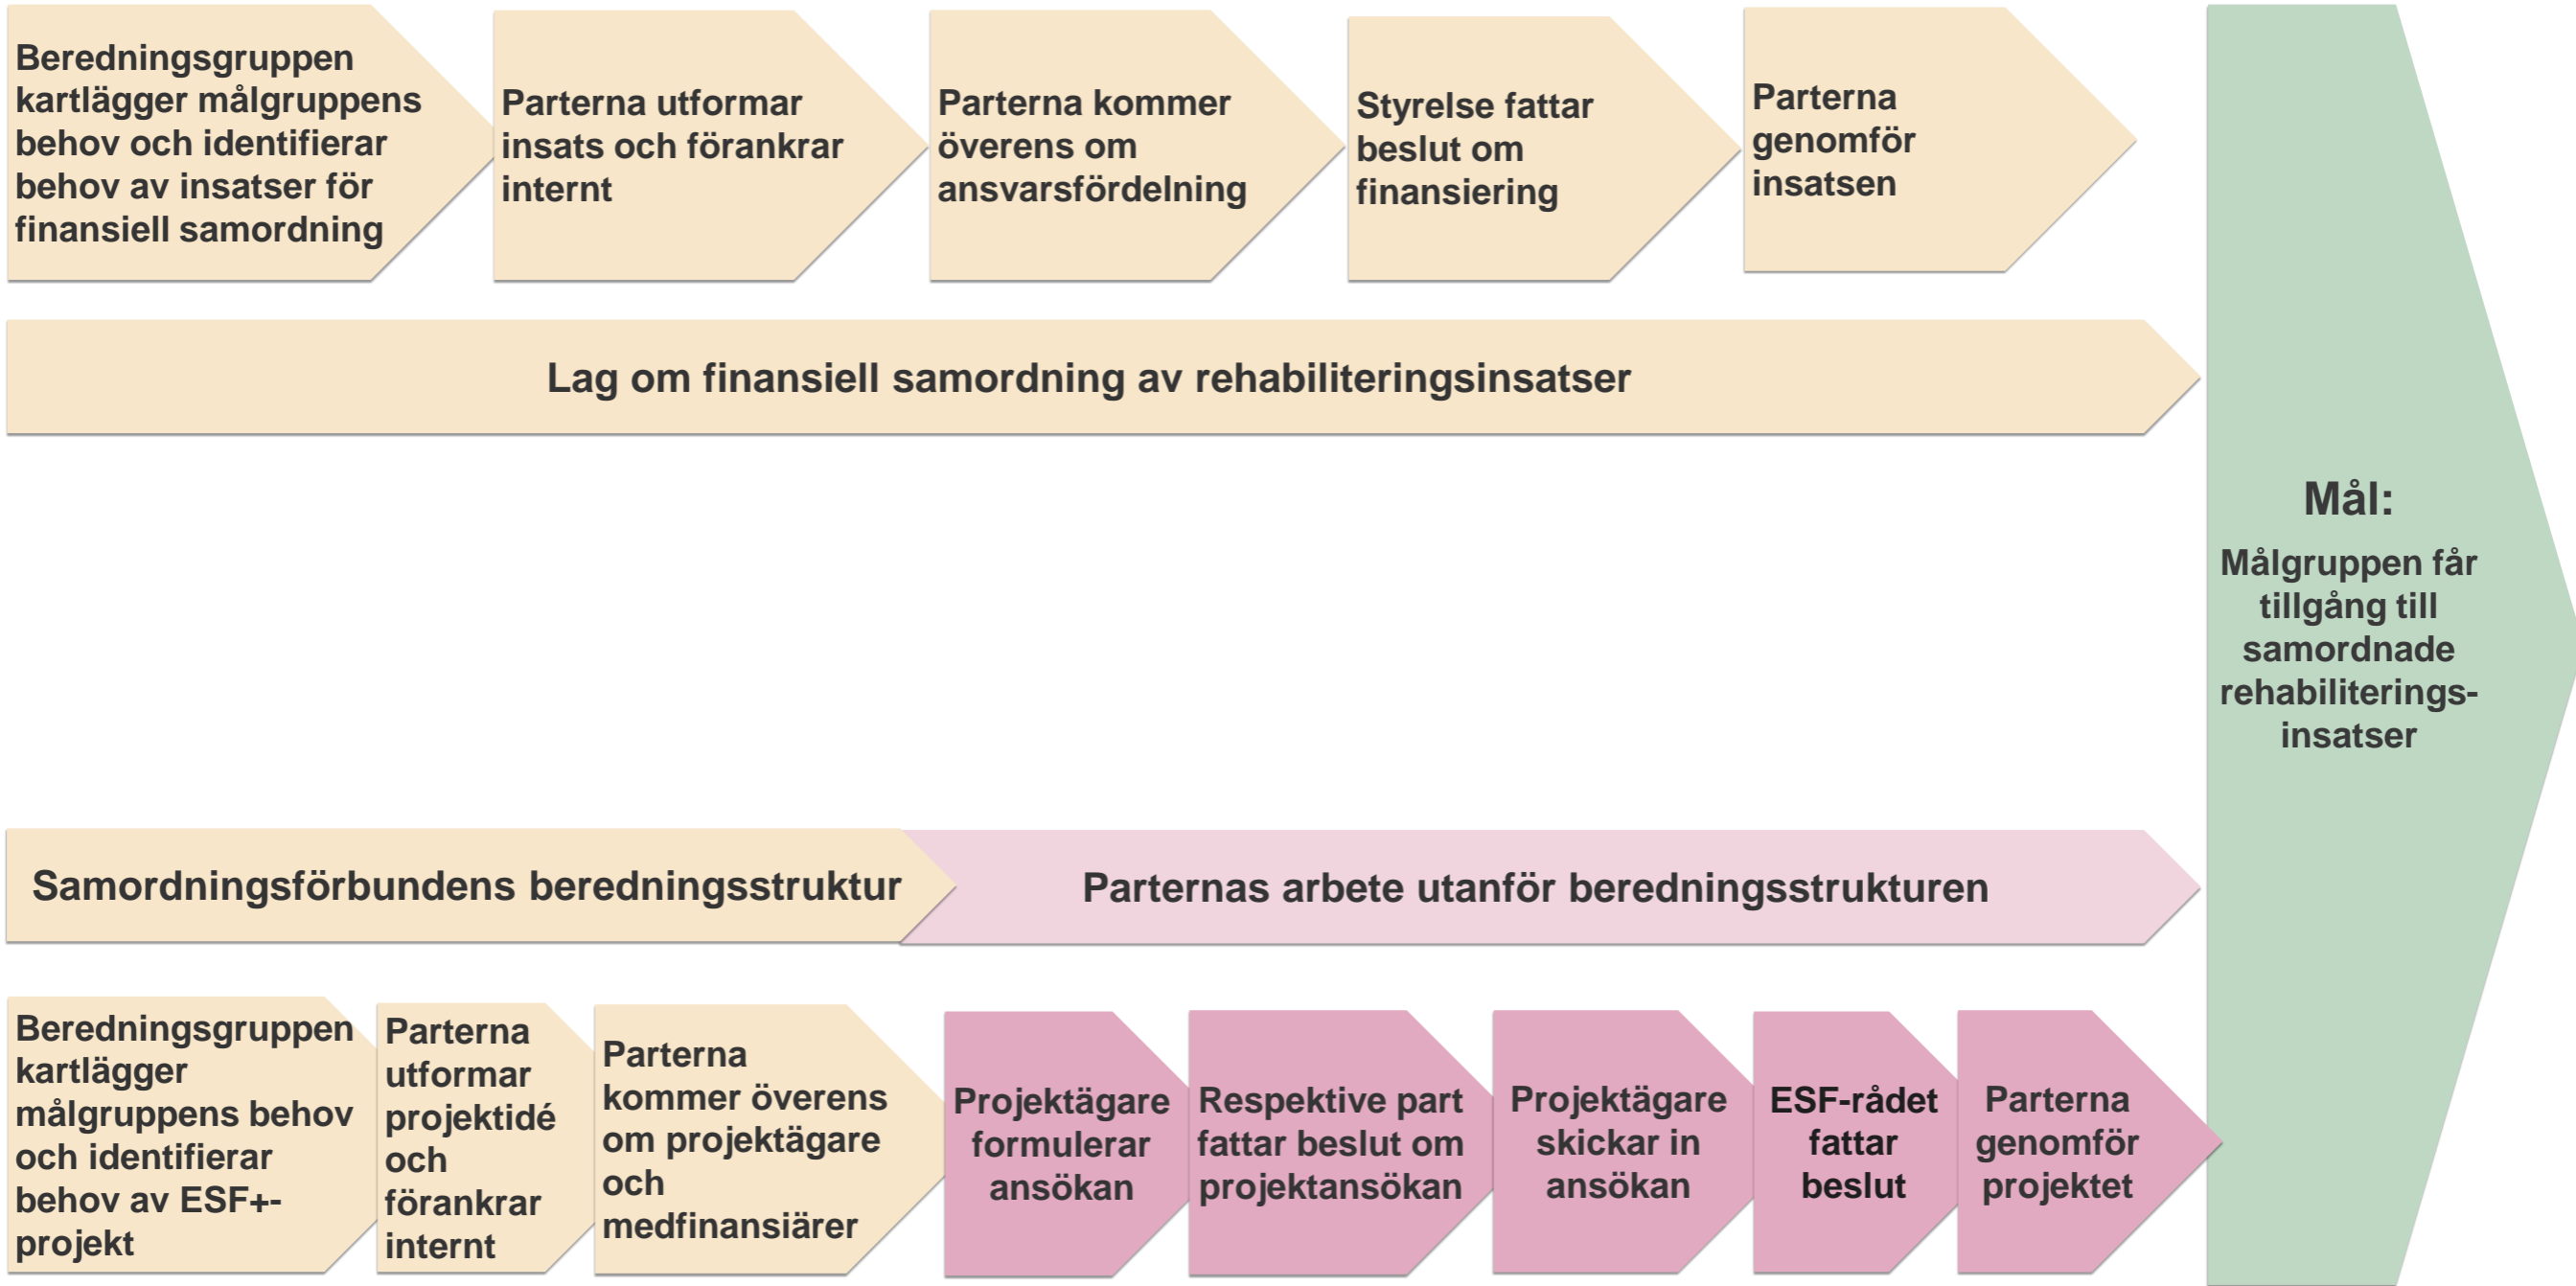 Beredningsgruppen
kartlägger målgruppens
behov och identifierar
behov av insatser för
finansiell samordning
Parterna utformar
insats och förankrar
internt
Parterna kommer
överens om
ansvarsfördelning
Styrelse fattar
beslut om
finansiering
Parterna
genomför
insatsen
Lag om finansiell samordning av rehabiliteringsinsatser
Mål:
Målgruppen får
tillgång till
samordnade
rehabiliterings-
insatser
Samordningsförbundens beredningsstruktur
Parternas arbete utanför beredningsstrukturen
Beredningsgruppen
kartlägger
målgruppens behov
och identifierar
behov av ESF+-
projekt
Parterna
utformar
projektidé
och
förankrar
internt
Parterna
kommer överens
om projektägare
och
medfinansiärer
Projektägare
formulerar
ansökan
Respektive part
fattar beslut om
projektansökan
Projektägare
skickar in
ansökan
ESF-rådet
fattar
beslut
Parterna
genomför
projektet